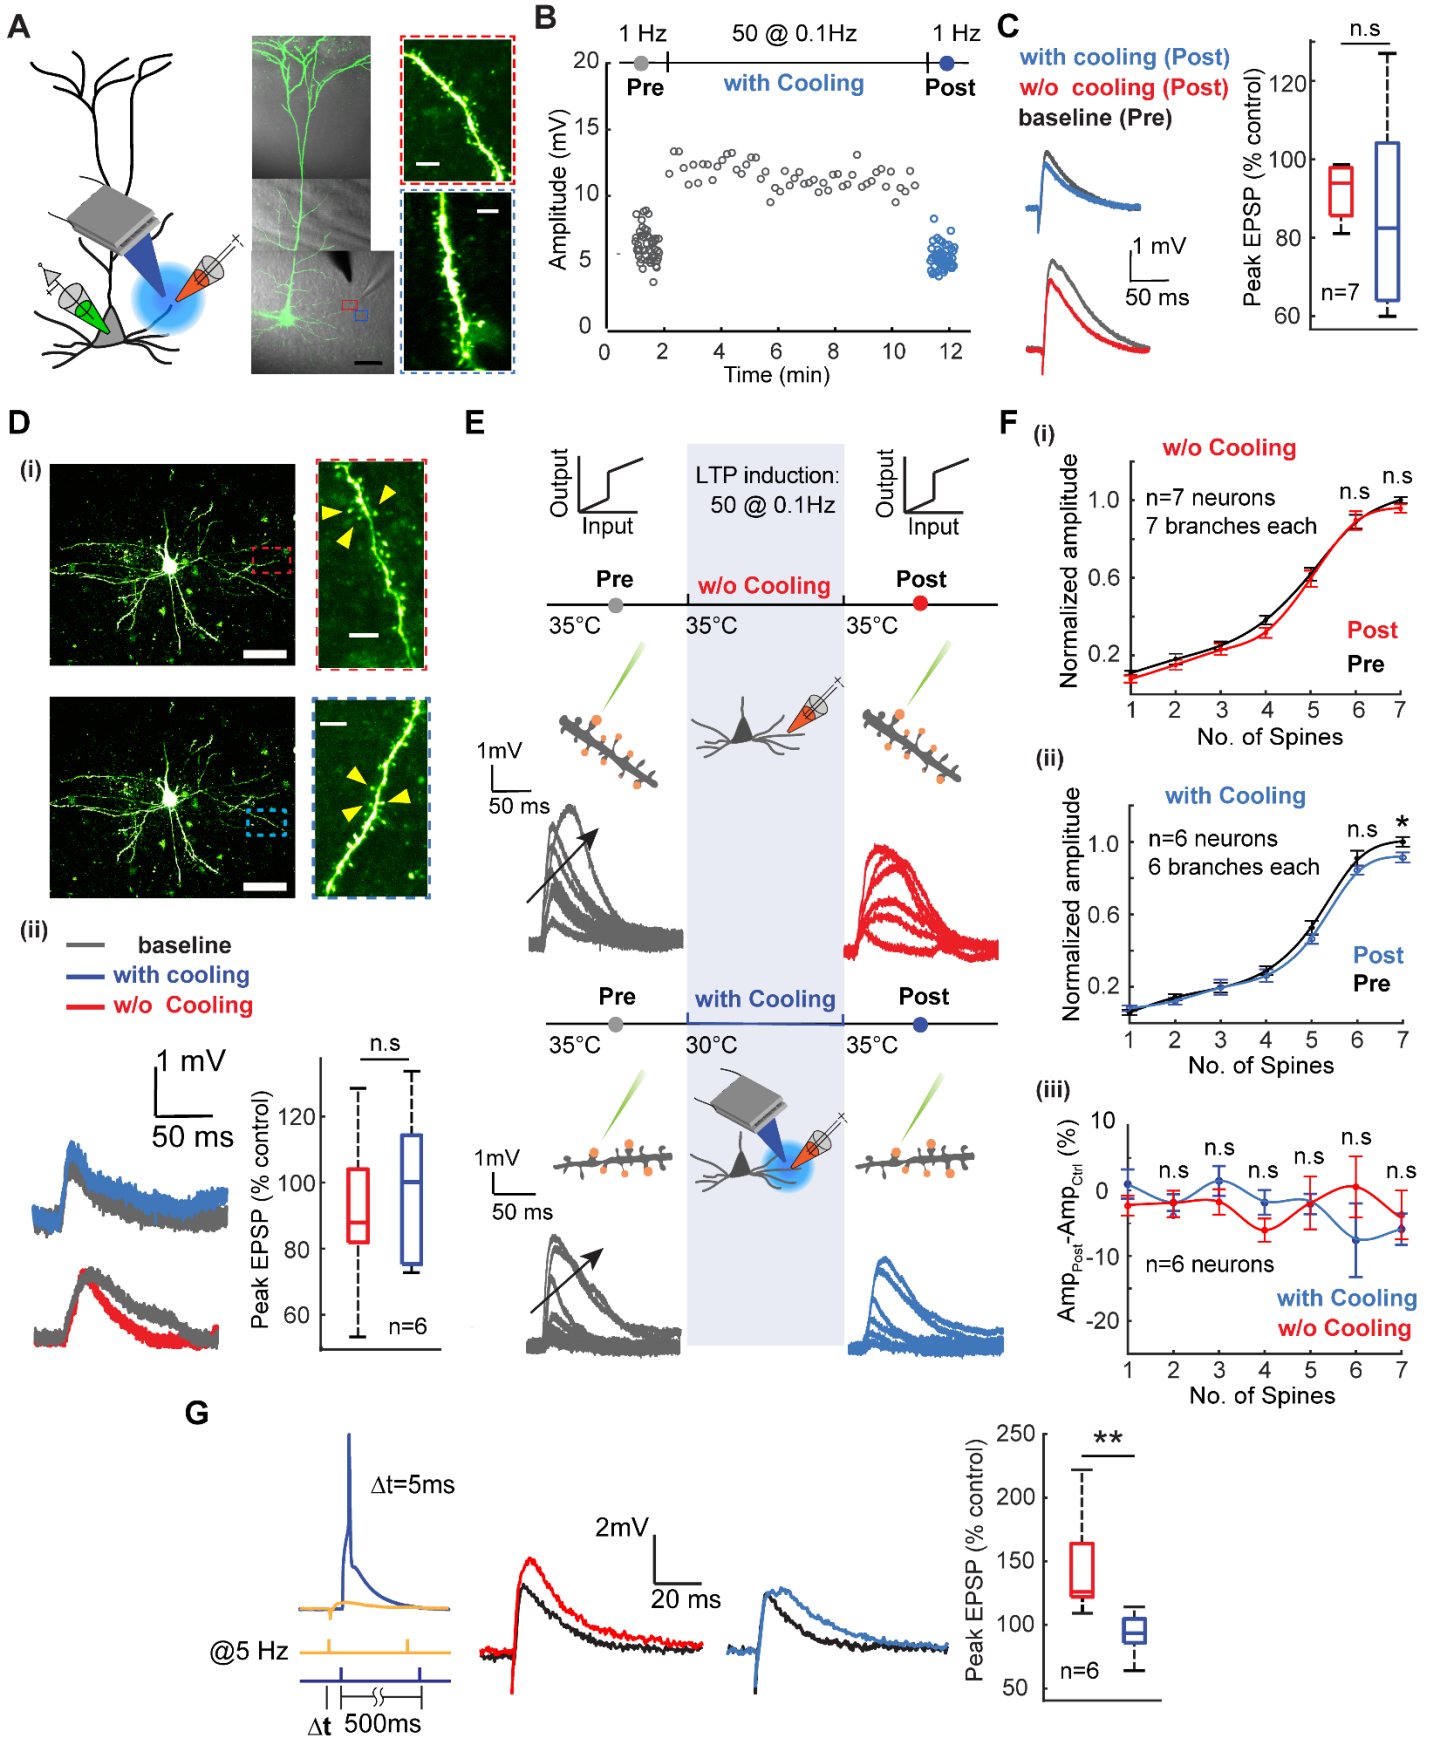 A
B
1 Hz
50 @ 0.1Hz
1 Hz
Pre
with Cooling
Post
Amplitude (mV)
20
15
10
5
0
0
2
4
6
8
10
12
Time (min)
C
with cooling (Post)
w/o cooling (Post)
baseline (Pre)
1 mV
50 ms
Peak EPSP (% control)
n.s
120
100
80
60
n=7
D
(i)
(ii)
baseline
with cooling
w/o Cooling
1 mV
50 ms
Peak EPSP (% control)
n.s
120
100
80
60
n=6
E
Output
Input
LTP induction:
50 @ 0.1Hz
Output
Input
Pre
w/o Cooling
Post
35°C
35°C
35°C
1mV
50 ms
Pre
with Cooling
Post
35°C
30°C
35°C
1mV
50 ms
F
(i)
w/o Cooling
Normalized amplitude
n=7 neurons
7 branches each
n.s
n.s
1.0
0.6
0.2
Post
Pre
1 2 3 4 5 6 7
No. of Spines
(ii)
with Cooling
Normalized amplitude
n=6 neurons
6 branches each
n.s
*
1.0
0.6
0.2
Post
Pre
1 2 3 4 5 6 7
No. of Spines
(iii)
AmpPost-AmpCtrl (%)
10
0
-10
-20
n.s
n.s
n.s
n.s
n.s
n.s
n=6 neurons
with Cooling
w/o Cooling
1 2 3 4 5 6 7
No. of Spines
G
Δt=5ms
@5 Hz
Δt
500ms
2mV
20 ms
Peak EPSP (% control)
250
200
150
100
50
**
n=6